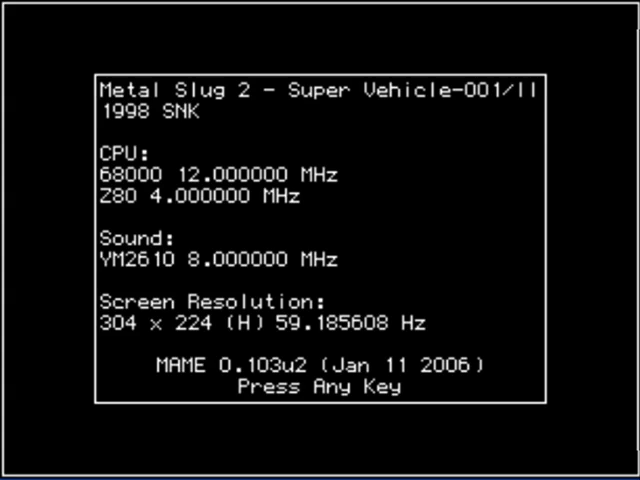 Metal Slug 2 - Super Vehicle-001/II
1998 SNK
CPU:
68000 12.000000 MHz
Z80 4.000000 MHz
Sound:
YM2610 8.000000 MHz
Screen Resolution:
304 x 224 (H) 59.185608 Hz
MAME 0.103u2 (Jan 11 2006)
Press Any Key